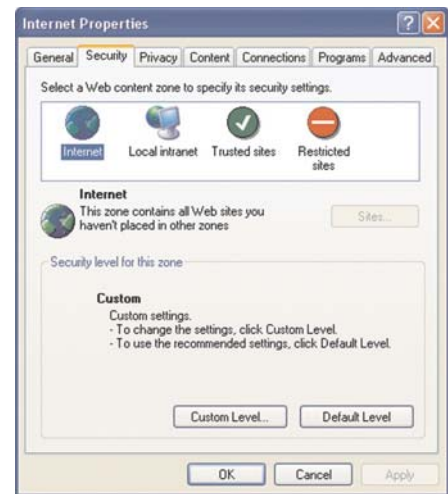 Internet Properties
General Security Privacy Content Connections Programs Advanced
Select a Web content zone to specify its security settings.
Internet Local intranet Trusted sites Restricted sites
Internet
This zone contains all Web sites you
haven't placed in other zones
Sites...
Security level for this zone
Custom
Custom settings.
- To change the settings, click Custom Level.
- To use the recommended settings, click Default Level.
Custom Level... Default Level
OK Cancel Apply